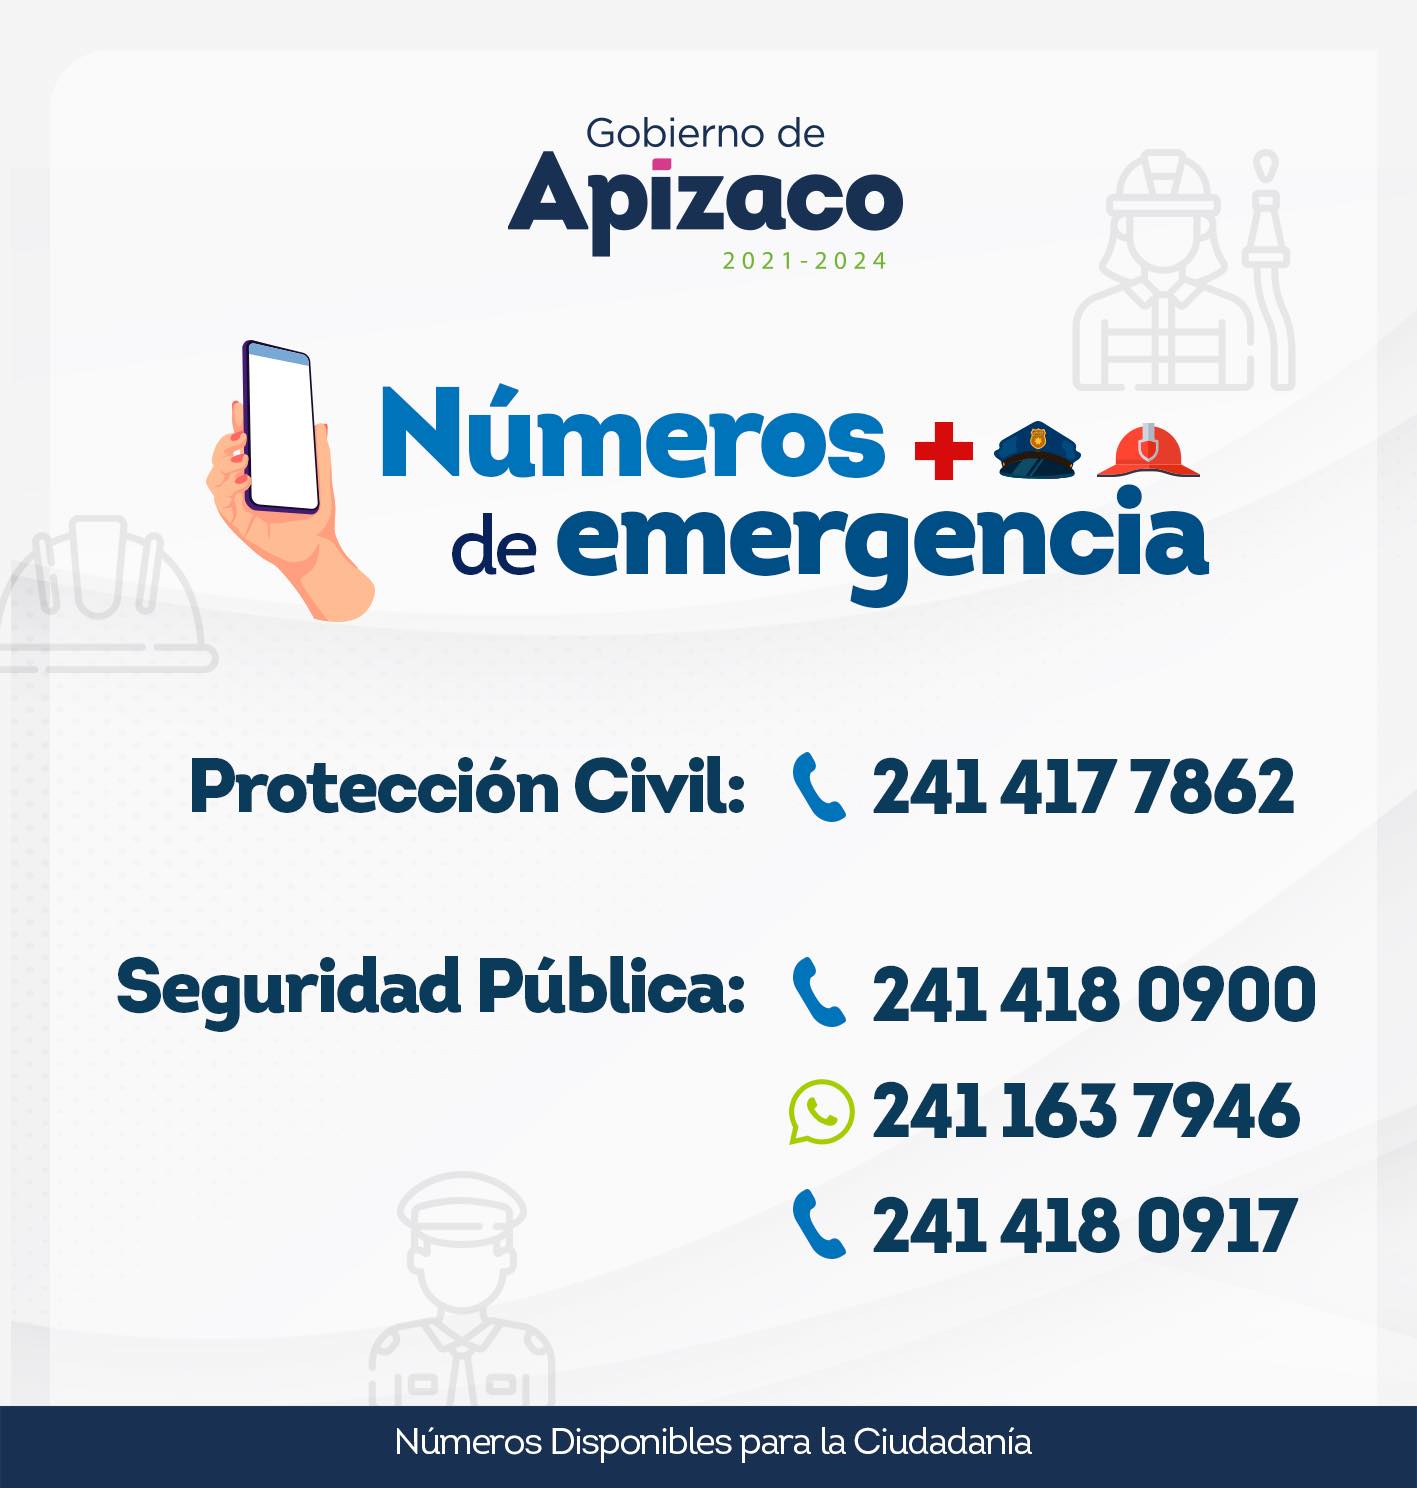 Gobierno de
Apizaco
2021-2024
Números
de emergencia
Protección Civil: 241 417 7862
Seguridad Pública: 241 418 0900
241 163 7946
241 418 0917
Números Disponibles para la Ciudadanía